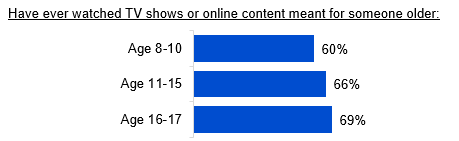 Have ever watched TV shows or online content meant for someone older:
Age 8-10 60%
Age 11-15 66%
Age 16-17 69%